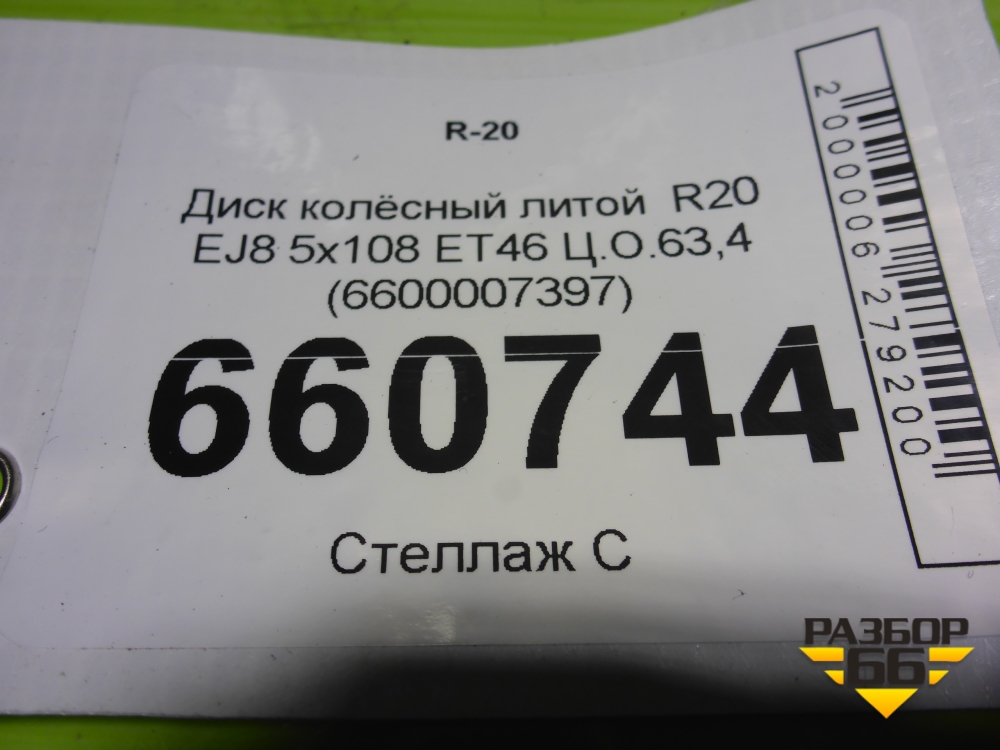 R-20
Диск колёсный литой R20
EJ8 5x108 ET46 Ц.О.63,4
(6600007397)
660744
Стеллаж С
2000006279200
РАЗБОР
66